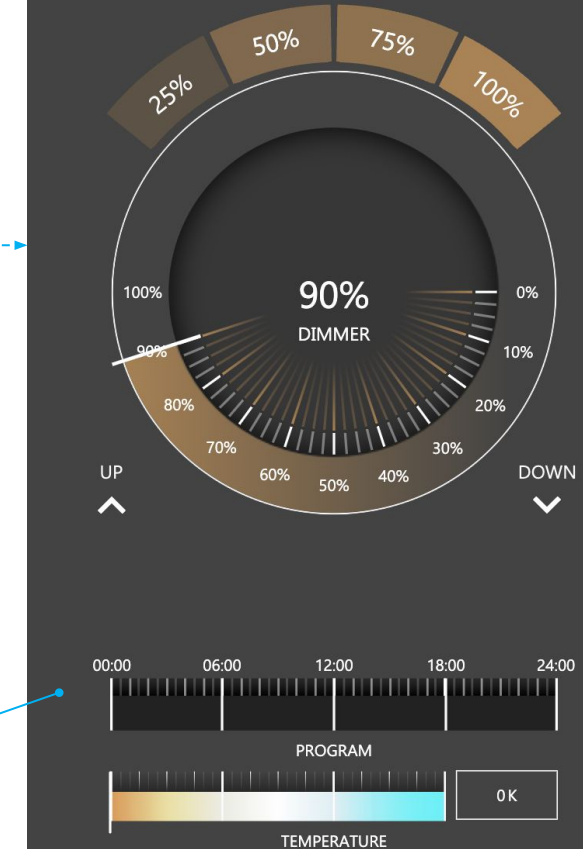 25% 50% 75% 100%
100% 0%
90% 10%
80% 20%
70% 30%
60% 40%
50%
90%
DIMMER
UP DOWN
00:00 06:00 12:00 18:00 24:00
PROGRAM
0 K
TEMPERATURE